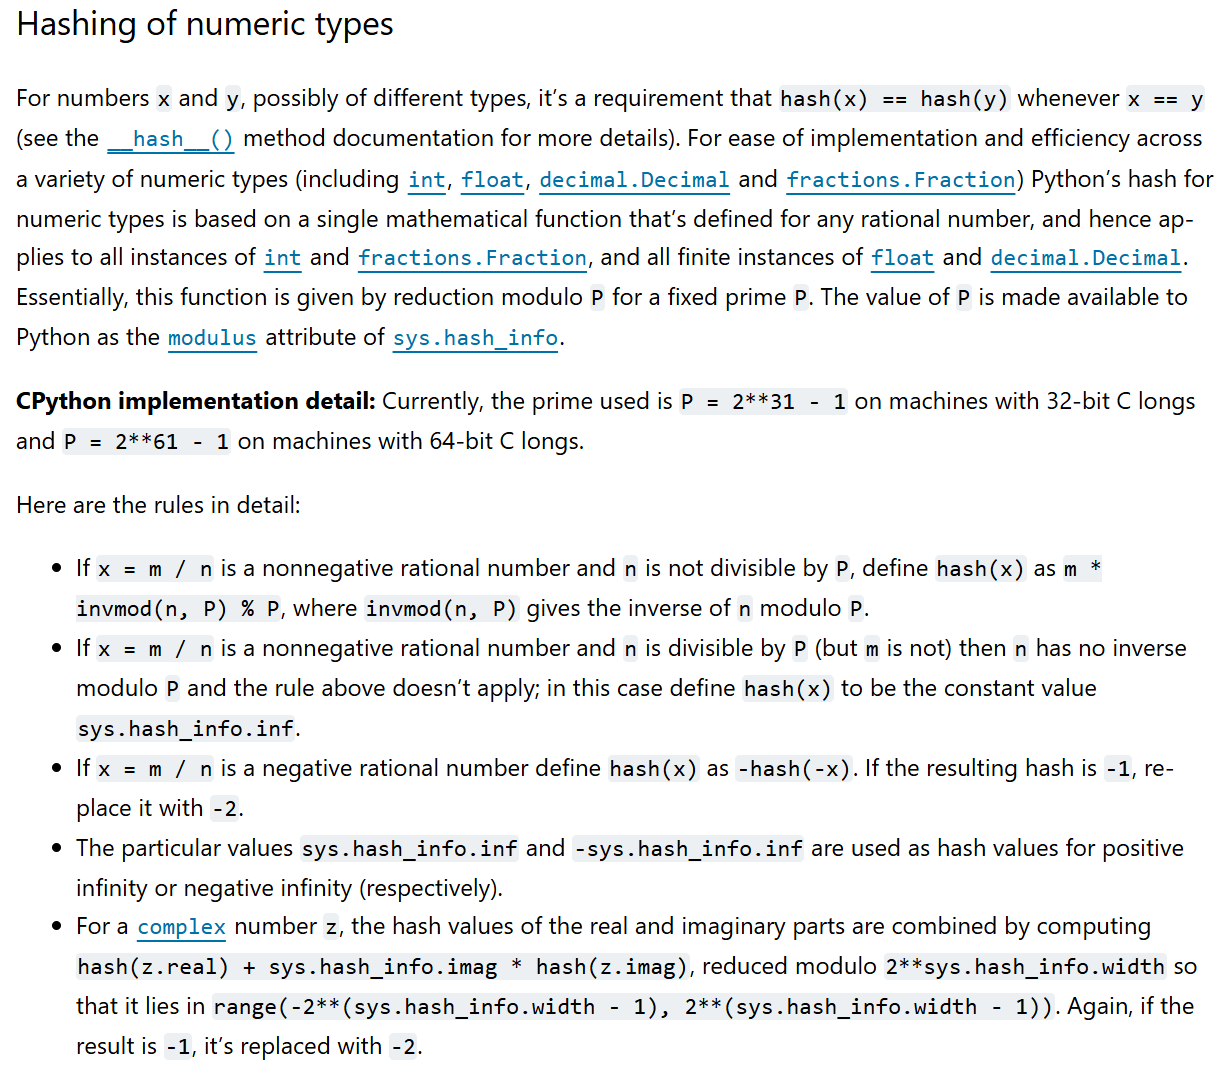 Hashing of numeric types
For numbers x and y, possibly of different types, it’s a requirement that hash(x) == hash(y) whenever x == y
(see the __hash__() method documentation for more details). For ease of implementation and efficiency across
a variety of numeric types (including int, float, decimal.Decimal and fractions.Fraction) Python’s hash for
numeric types is based on a single mathematical function that’s defined for any rational number, and hence ap-
plies to all instances of int and fractions.Fraction, and all finite instances of float and decimal.Decimal.
Essentially, this function is given by reduction modulo P for a fixed prime P. The value of P is made available to
Python as the modulus attribute of sys.hash_info.
CPython implementation detail: Currently, the prime used is P = 2**31 - 1 on machines with 32-bit C longs
and P = 2**61 - 1 on machines with 64-bit C longs.
Here are the rules in detail:
• If x = m / n is a nonnegative rational number and n is not divisible by P, define hash(x) as m *
invmod(n, P) % P, where invmod(n, P) gives the inverse of n modulo P.
• If x = m / n is a nonnegative rational number and n is divisible by P (but m is not) then n has no inverse
modulo P and the rule above doesn’t apply; in this case define hash(x) to be the constant value
sys.hash_info.inf.
• If x = m / n is a negative rational number define hash(x) as -hash(-x). If the resulting hash is -1, re-
place it with -2.
• The particular values sys.hash_info.inf and -sys.hash_info.inf are used as hash values for positive
infinity or negative infinity (respectively).
• For a complex number z, the hash values of the real and imaginary parts are combined by computing
hash(z.real) + sys.hash_info.imag * hash(z.imag), reduced modulo 2**sys.hash_info.width so
that it lies in range(-2**(sys.hash_info.width - 1), 2**(sys.hash_info.width - 1)). Again, if the
result is -1, it’s replaced with -2.